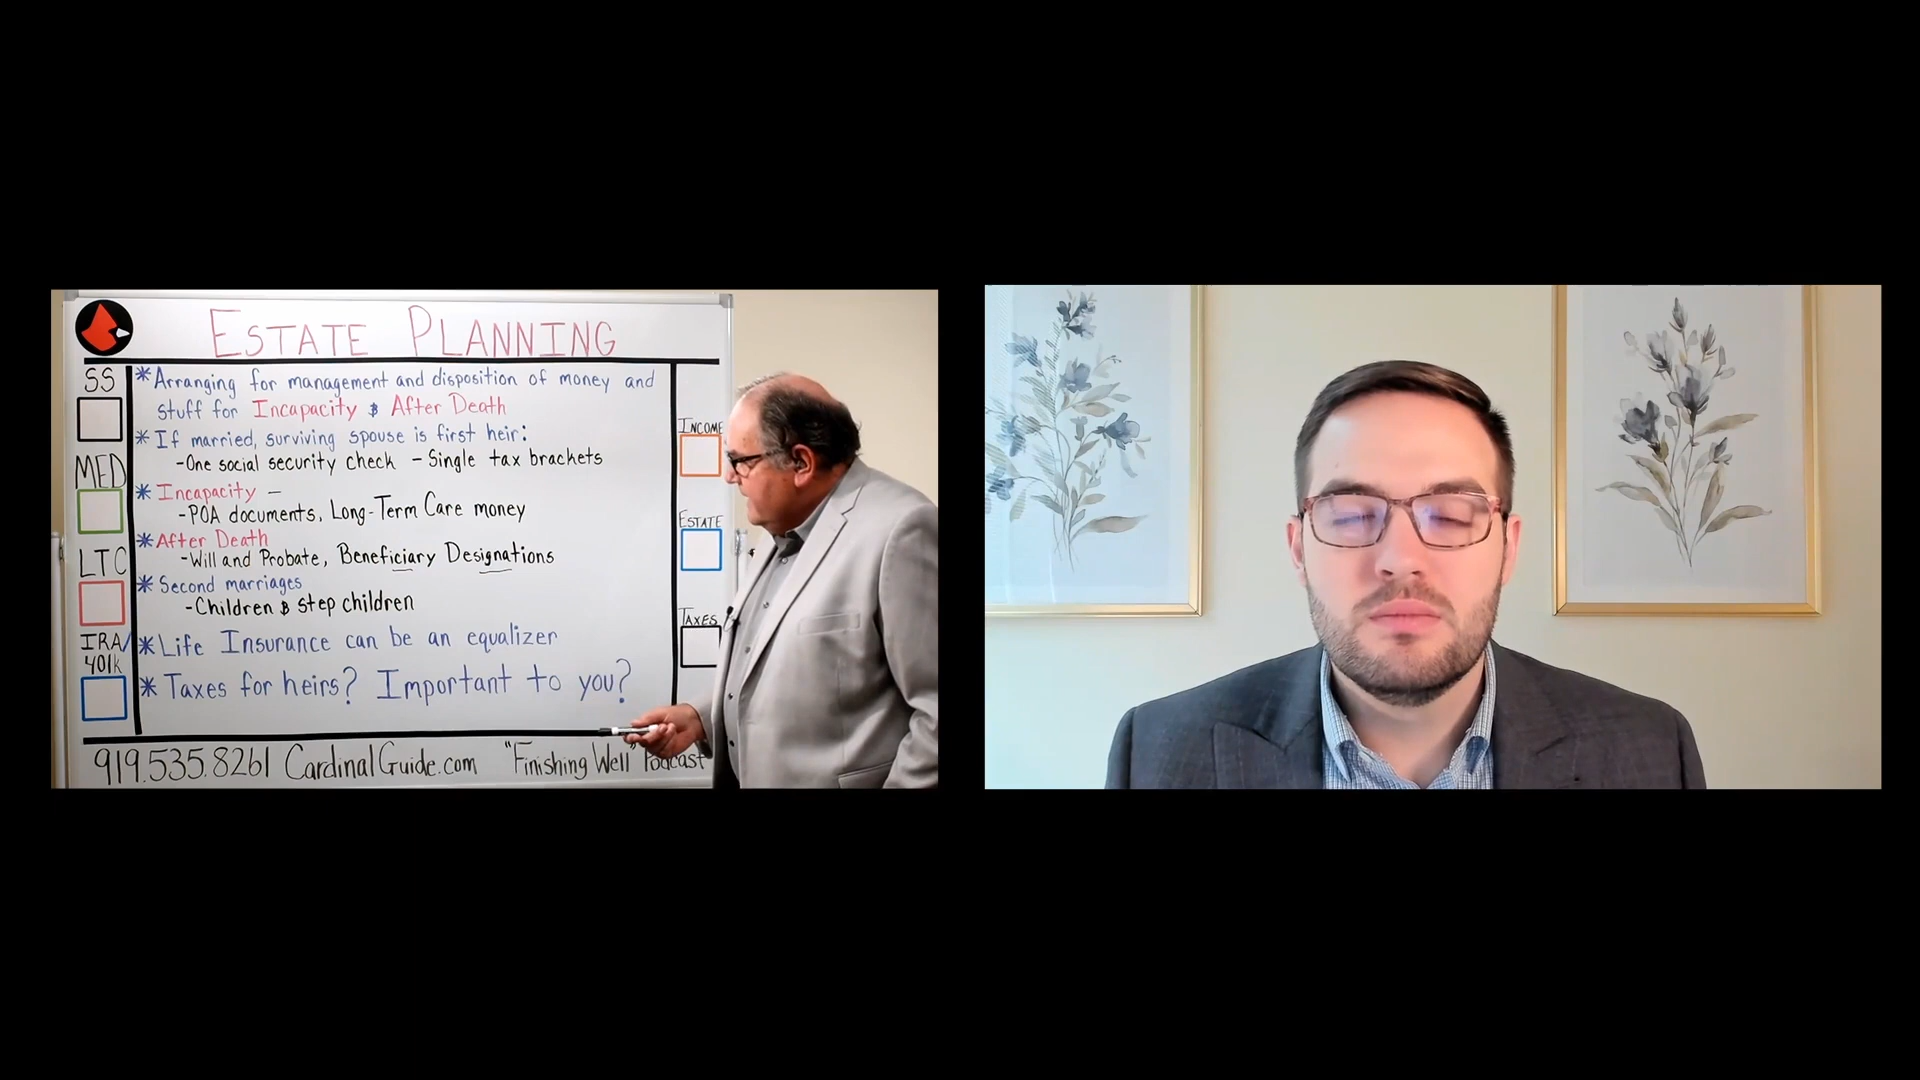 ESTATE PLANNING
SS
MED
LTC
IRA/
401k
* Arranging for management and disposition of money and
stuff for Incapacity & After Death
* If married, surviving spouse is first heir:
-One social security check - Single tax brackets
* Incapacity -
-POA documents, Long-Term Care money
* After Death
-Will and Probate, Beneficiary Designations
* Second marriages
-Children & step children
* Life Insurance can be an equalizer
* Taxes for heirs? Important to you?
INCOME
ESTATE
TAXES
919.535.8261 CardinalGuide.com "Finishing Well" Podcast